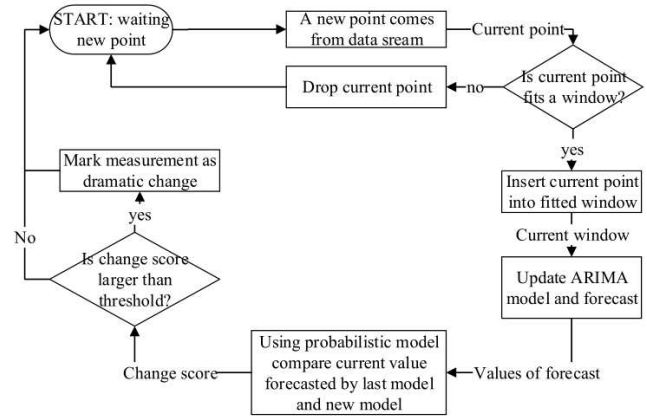 START: waiting
new point
A new point comes
from data sream
Current point
Is current point
fits a window?
no
Drop current point
yes
Insert current point
into fitted window
Current window
Update ARIMA
model and forecast
Values of forecast
Using probabilistic model
compare current value
forecasted by last model
and new model
Change score
Is change score
larger than
threshold?
yes
Mark measurement as
dramatic change
No